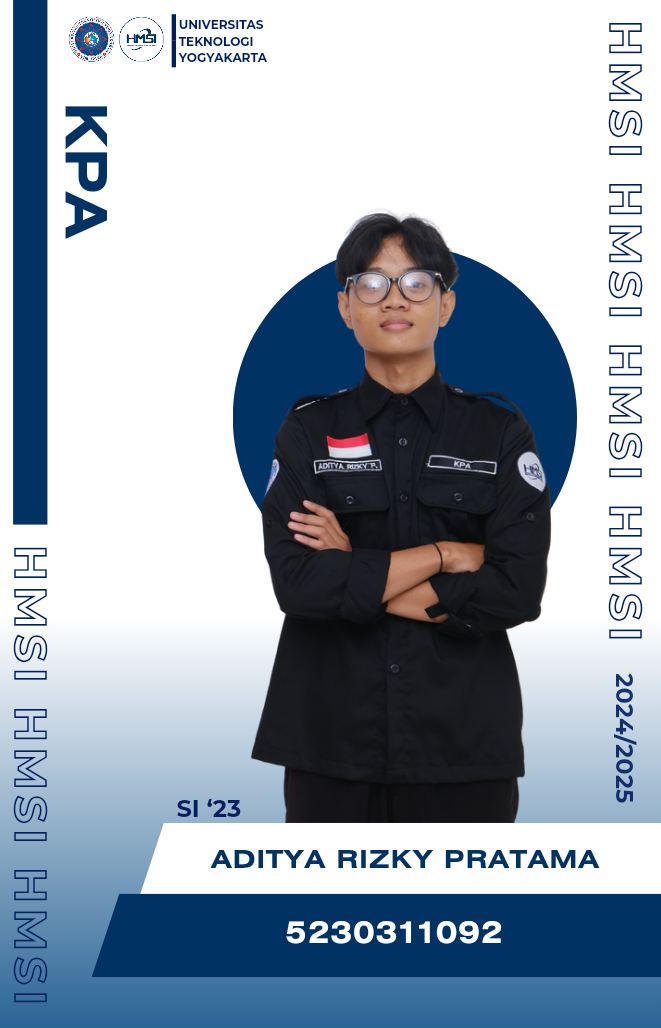 HMSI
UNIVERSITAS
TEKNOLOGI
YOGYAKARTA
KPA
HMSI HMSI HMSI HMSI
2024/2025
ADITYA RIZKY P.
KPA
HMSI HMSI HMSI
SI ‘23
ADITYA RIZKY PRATAMA
5230311092